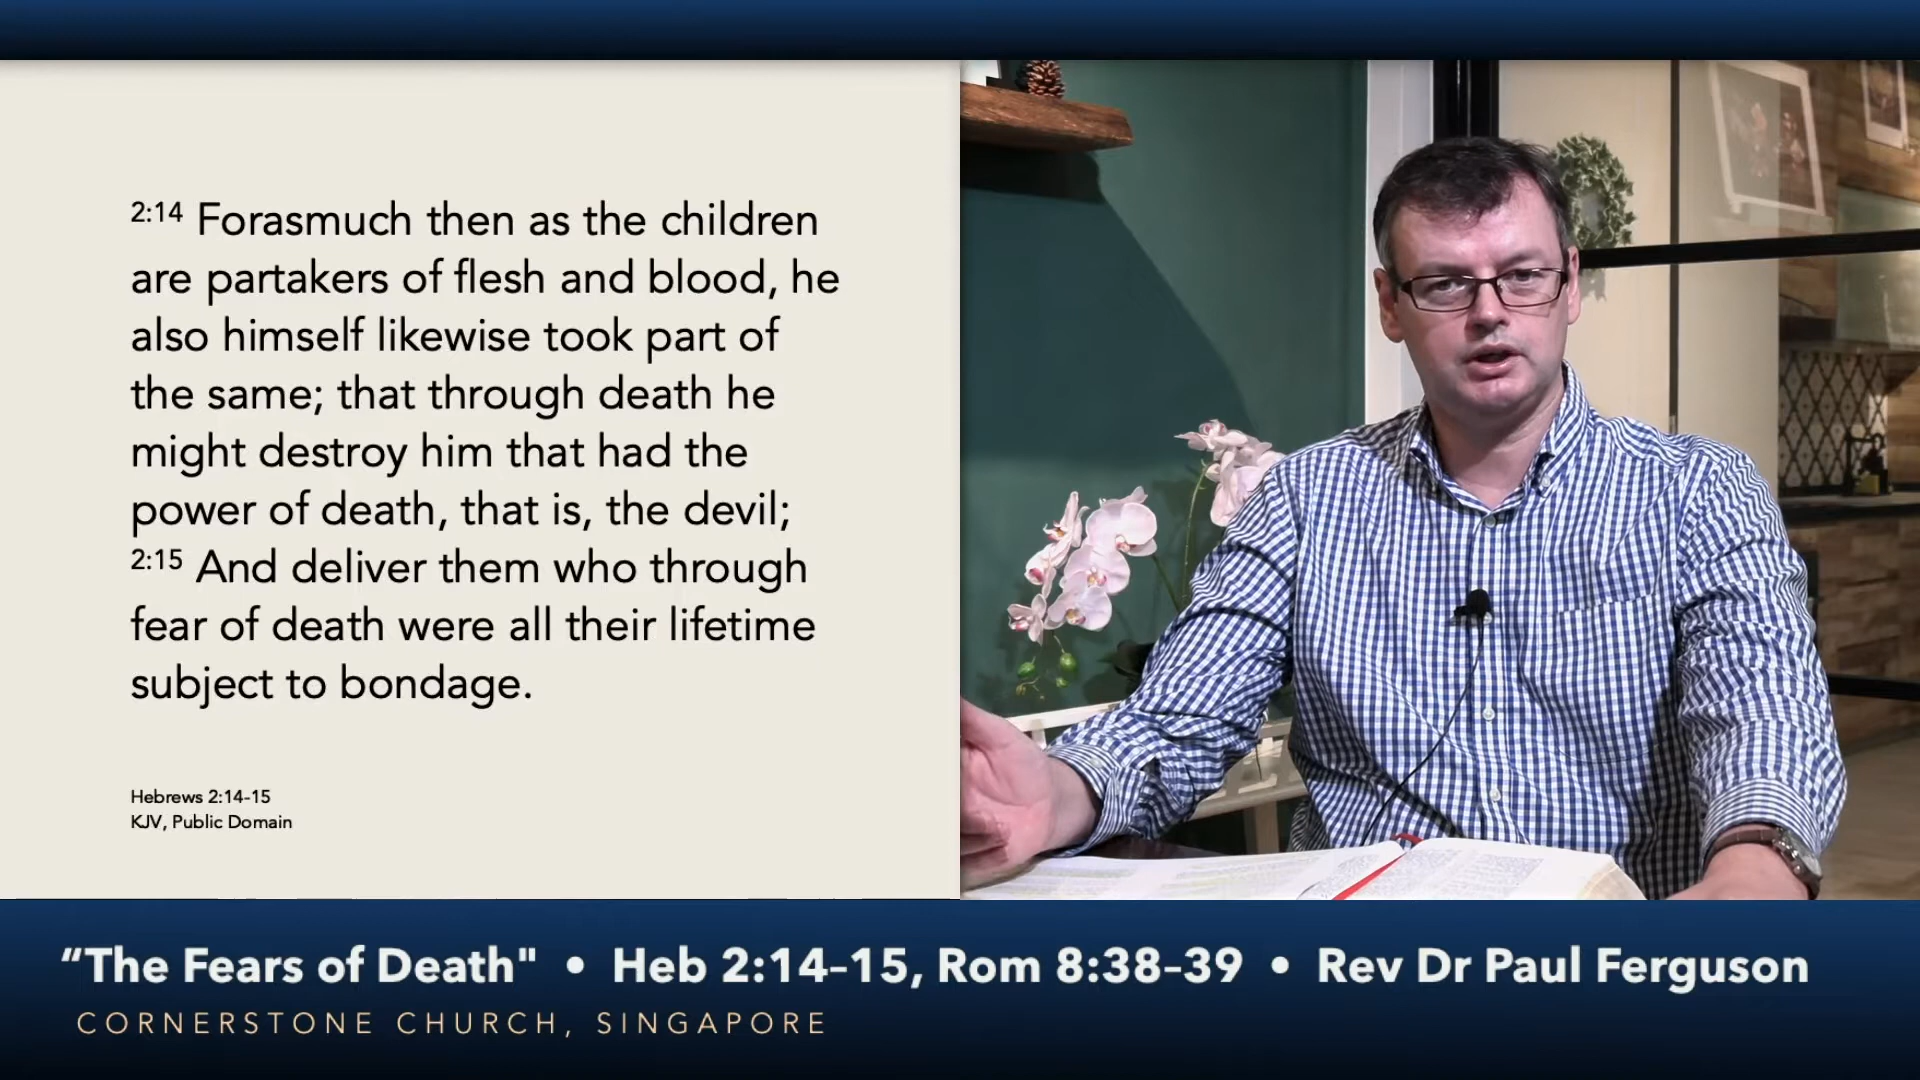 2:14 Forasmuch then as the children
are partakers of flesh and blood, he
also himself likewise took part of
the same; that through death he
might destroy him that had the
power of death, that is, the devil;
2:15 And deliver them who through
fear of death were all their lifetime
subject to bondage.
Hebrews 2:14-15
KJV, Public Domain
“The Fears of Death" • Heb 2:14–15, Rom 8:38–39 • Rev Dr Paul Ferguson
CORNERSTONE CHURCH, SINGAPORE